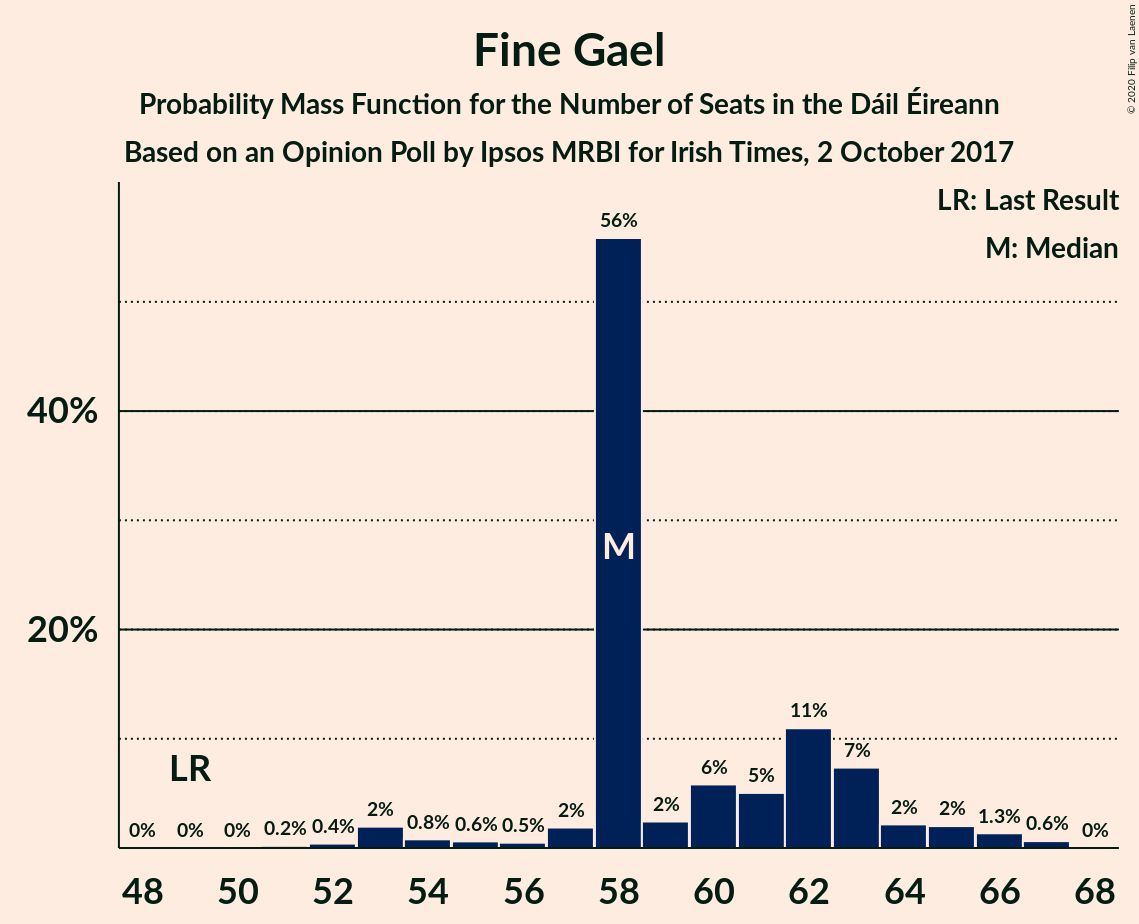 Fine Gael
Probability Mass Function for the Number of Seats in the Dáil Éireann
Based on an Opinion Poll by Ipsos MRBI for Irish Times, 2 October 2017
© 2020 Filip van Laenen
LR: Last Result
M: Median
40%
20%
LR
M
0%
0%
0%
0.2%
0.4%
2%
0.8%
0.6%
0.5%
2%
56%
2%
6%
5%
11%
7%
2%
2%
1.3%
0.6%
0%
48 50 52 54 56 58 60 62 64 66 68